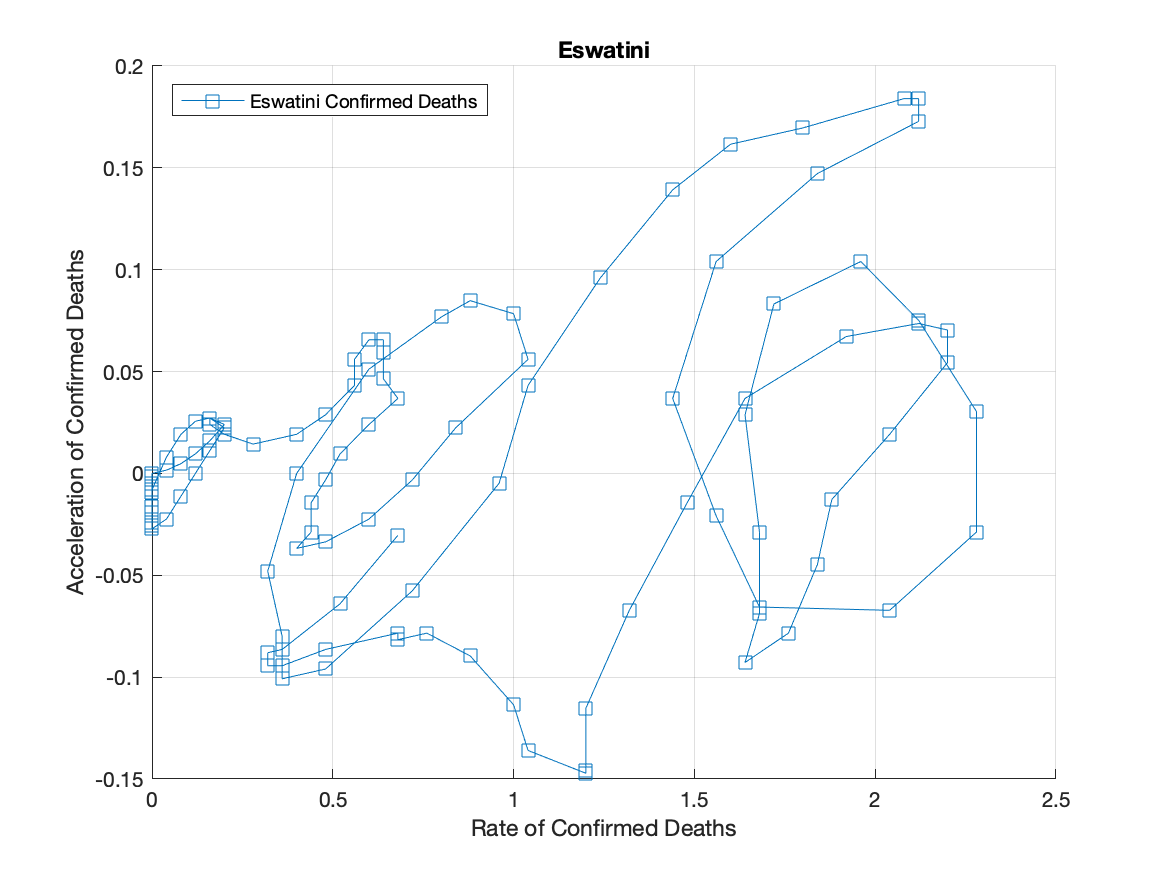 Eswatini
Eswatini Confirmed Deaths
0.2
0.15
0.1
0.05
0
-0.05
-0.1
-0.15
Acceleration of Confirmed Deaths
0 0.5 1 1.5 2 2.5
Rate of Confirmed Deaths